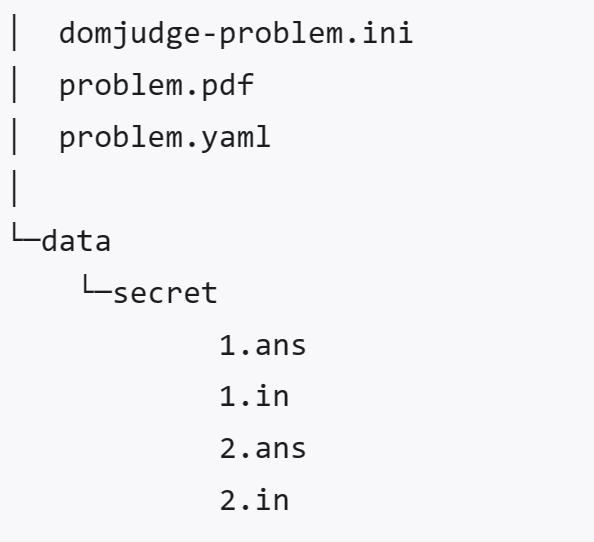 │  domjudge-problem.ini
│  problem.pdf
│  problem.yaml
│
└─data
    └─secret
            1.ans
            1.in
            2.ans
            2.in